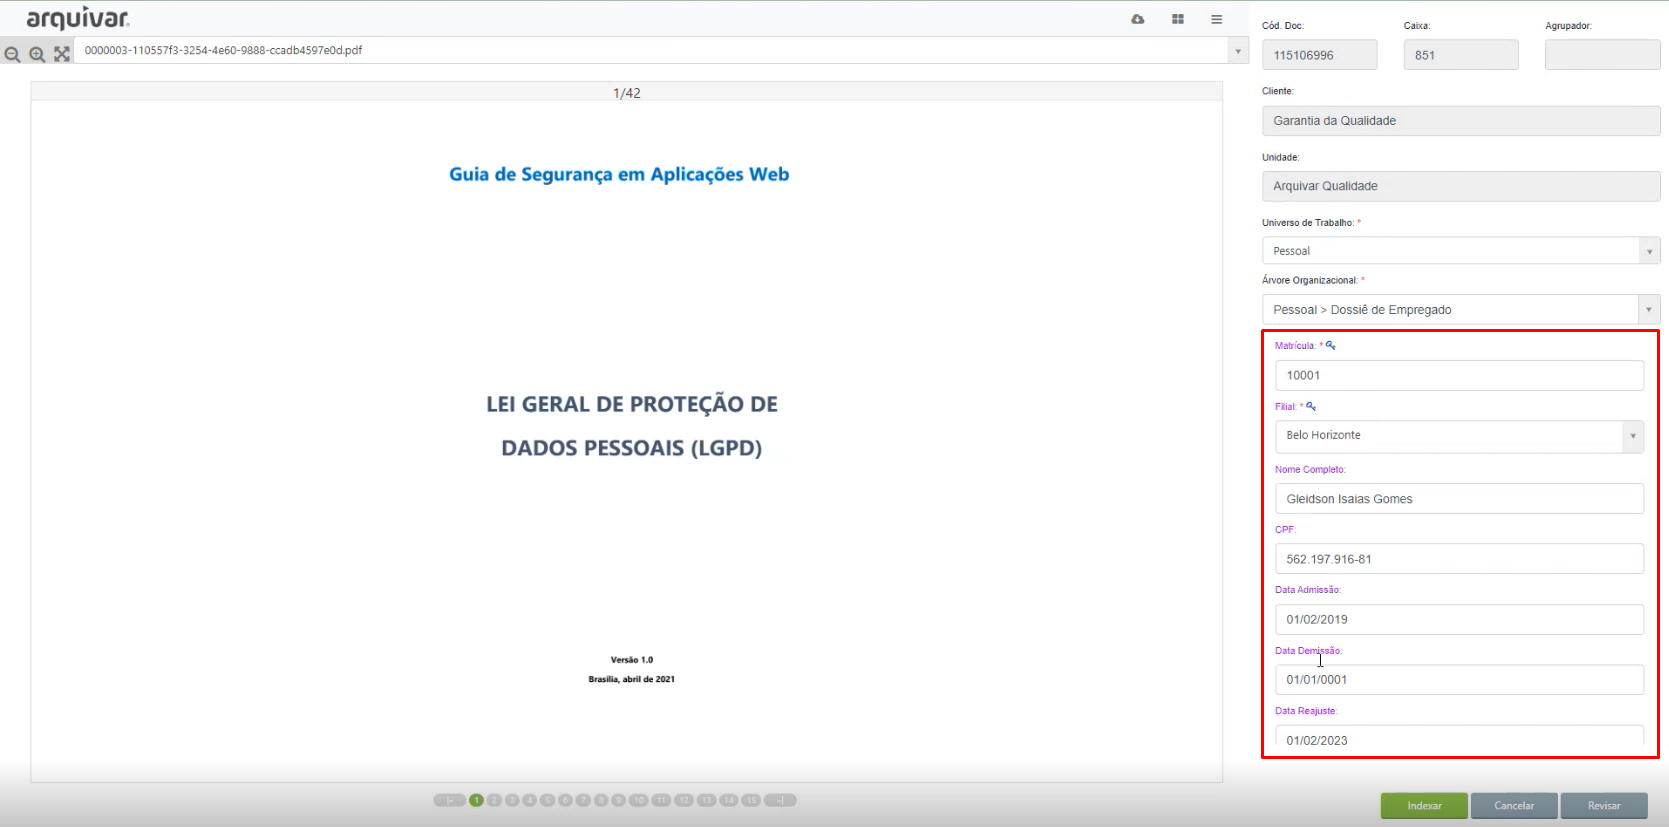 arquivar.
0000003-110557f3-3254-4e60-9888-ccadb4597e0d.pdf
1/42
Guia de Segurança em Aplicações Web
LEI GERAL DE PROTEÇÃO DE
DADOS PESSOAIS (LGPD)
Versão 1.0
Brasília, abril de 2021
1 2 3 4 5 6 7 8 9 10 11 12 13 14 15
Cód. Doc: Caixa: Agrupador:
115106996 851
Cliente:
Garantia da Qualidade
Unidade:
Arquivar Qualidade
Universo de Trabalho: *
Pessoal
Árvore Organizacional: *
Pessoal > Dossiê de Empregado
Matrícula: *
10001
Filial: *
Belo Horizonte
Nome Completo:
Gleidson Isaias Gomes
CPF:
562.197.916-81
Data Admissão:
01/02/2019
Data Demissão:
01/01/0001
Data Reajuste:
01/02/2023
Indexar Cancelar Revisar